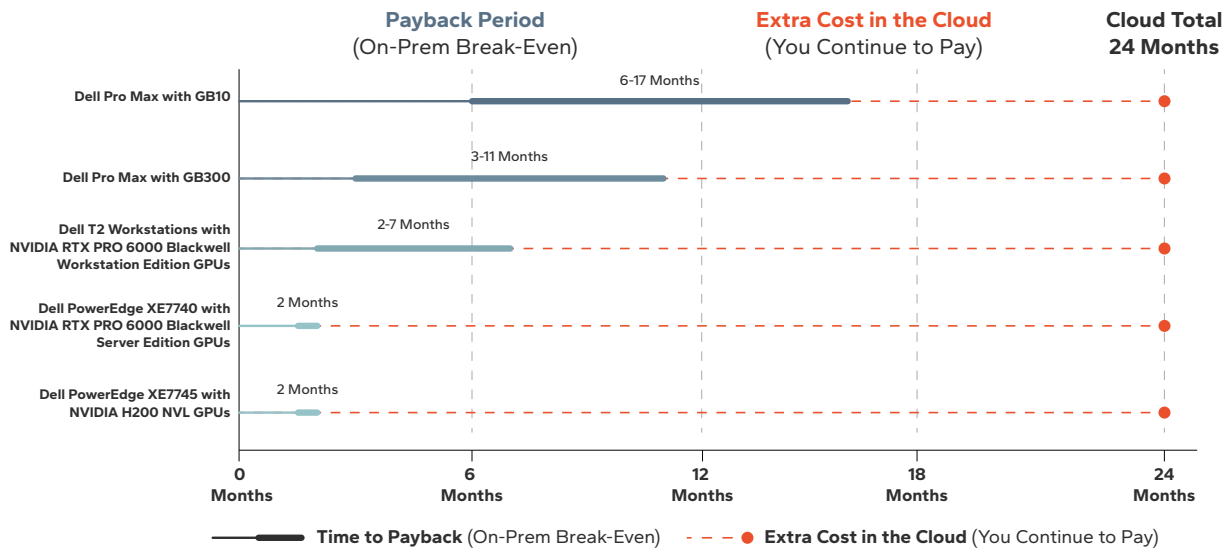 Payback Period
(On-Prem Break-Even)
Extra Cost in the Cloud
(You Continue to Pay)
Cloud Total
24 Months
Dell Pro Max with GB10
6-17 Months
Dell Pro Max with GB300
3-11 Months
Dell T2 Workstations with
NVIDIA RTX PRO 6000 Blackwell
Workstation Edition GPUs
2-7 Months
Dell PowerEdge XE7740 with
NVIDIA RTX PRO 6000 Blackwell
Server Edition GPUs
2 Months
Dell PowerEdge XE7745 with
NVIDIA H200 NVL GPUs
2 Months
0
Months
6
Months
12
Months
18
Months
24
Months
Time to Payback (On-Prem Break-Even)
Extra Cost in the Cloud (You Continue to Pay)